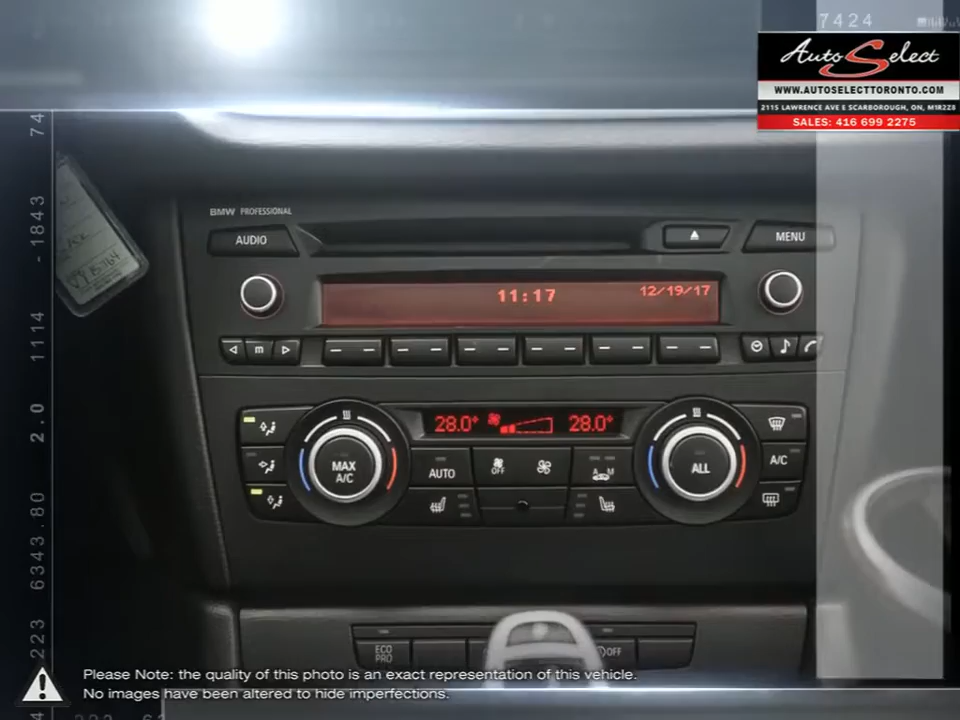 7424
Auto Select
WWW.AUTOSELECTTORONTO.COM
2115 LAWRENCE AVE E SCARBOROUGH, ON, M1R2Z8
SALES: 416 699 2275
74
-1843
1114
2.0
6343.80
223
BMW PROFESSIONAL
AUDIO
MENU
11:17
12/19/17
m
28.0°
28.0°
MAX
A/C
AUTO
OFF
A M
ALL
A/C
ECO
PRO
OFF
Please Note: the quality of this photo is an exact representation of this vehicle.
No images have been altered to hide imperfections.